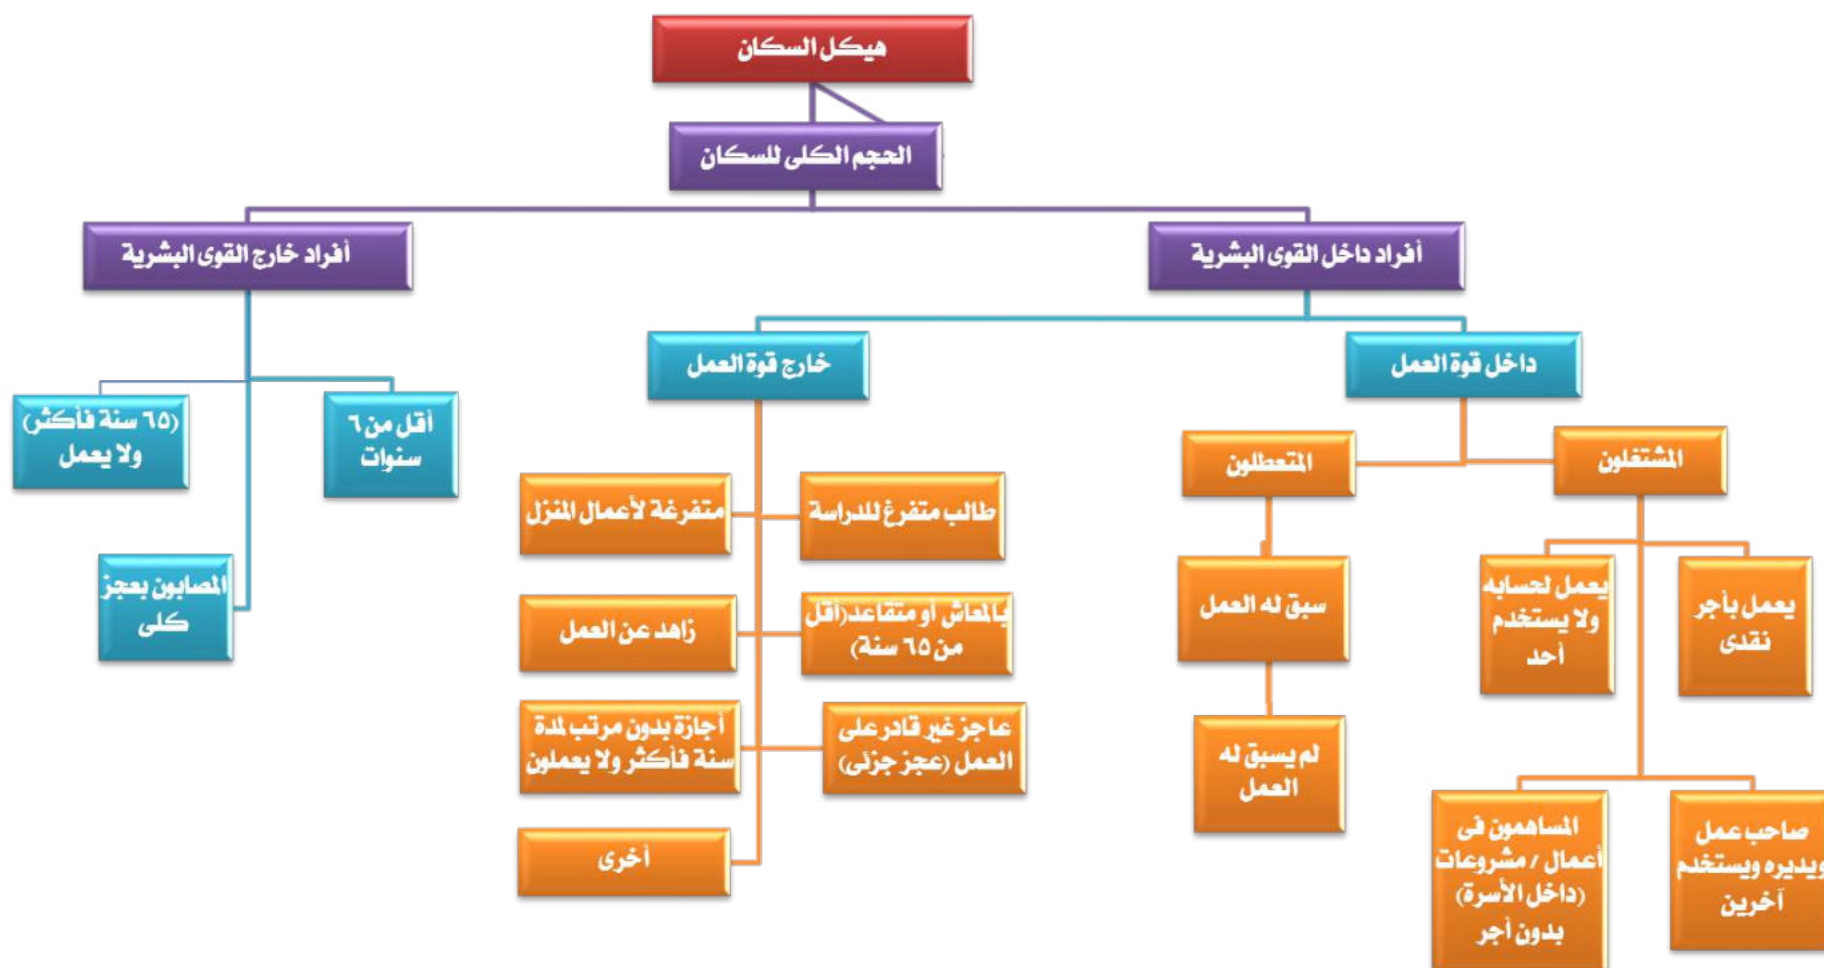 هيكل السكان
الحجم الكلى للسكان
أفراد داخل القوى البشرية
أفراد خارج القوى البشرية
داخل قوة العمل
خارج قوة العمل
المشتغلون
المتعطلون
يعمل بأجر
نقدى
يعمل لحسابه
ولا يستخدم
أحد
صاحب عمل
ويديره ويستخدم
آخرين
المساهمون فى
أعمال / مشروعات
(داخل الأسرة)
بدون أجر
سبق له العمل
لم يسبق له
العمل
طالب متفرغ للدراسة
متفرغة لأعمال المنزل
بالمعاش أو متقاعد(أقل
من ٦٥ سنة)
زاهد عن العمل
عاجز غير قادر على
العمل (عجز جزئى)
أجازة بدون مرتب لمدة
سنة فأكثر ولا يعملون
أخرى
أقل من ٦
سنوات
(٦٥ سنة فأكثر)
ولا يعمل
المصابون بعجز
كلى